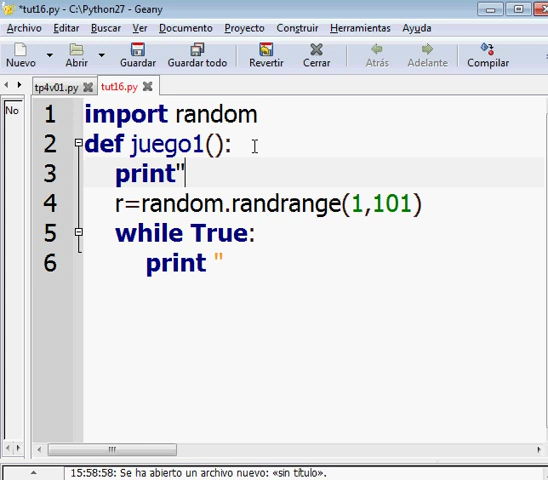 *tut16.py - C:\Python27 - Geany
Archivo Editar Buscar Ver Documento Proyecto Construir Herramientas Ayuda
Nuevo Abrir Guardar Guardar todo Revertir Cerrar Atrás Adelante Compilar
tp4v01.py tut16.py
No
1 import random
2 def juego1():
3 print"
4 r=random.randrange(1,101)
5 while True:
6 print "
15:58:58: Se ha abierto un archivo nuevo: «sin título».